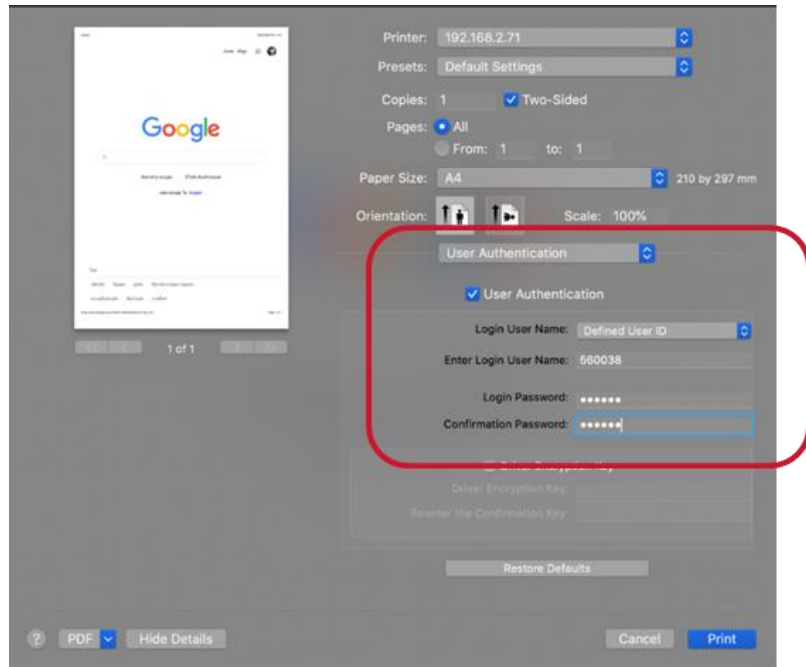 Printer: 192.168.2.71
Presets: Default Settings
Copies: 1 Two-Sided
Pages: All
From: 1 to: 1
Paper Size: A4 210 by 297 mm
Orientation: Scale: 100%
User Authentication
User Authentication
Login User Name: Defined User ID
Enter Login User Name: 560038
Login Password: ••••••
Confirmation Password: ••••••
Driver Encryption Key
Driver Encryption Key:
Reenter the Confirmation Key:
Restore Defaults
Google
<< < 1 of 1 > >>
? PDF Hide Details Cancel Print